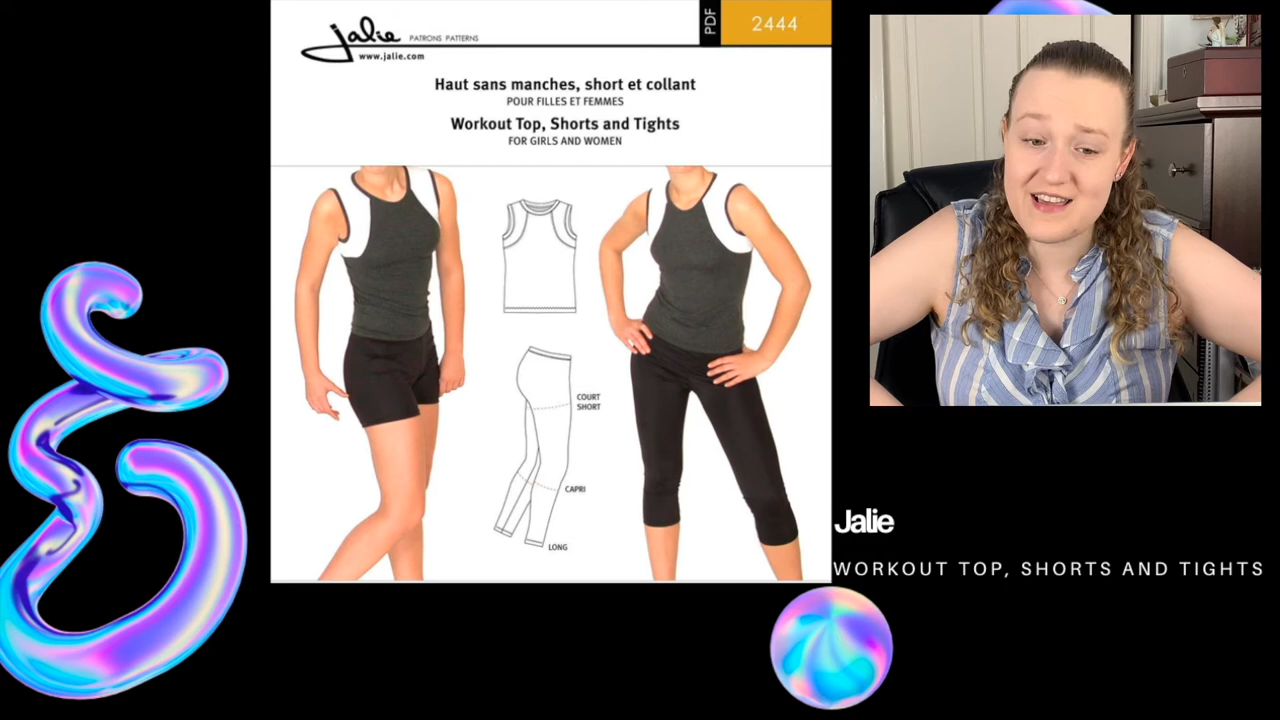 Jalie PATRONS PATTERNS
www.jalie.com
PDF
2444
Haut sans manches, short et collant
POUR FILLES ET FEMMES
Workout Top, Shorts and Tights
FOR GIRLS AND WOMEN
COURT
SHORT
CAPRI
LONG
Jalie
WORKOUT TOP, SHORTS AND TIGHTS